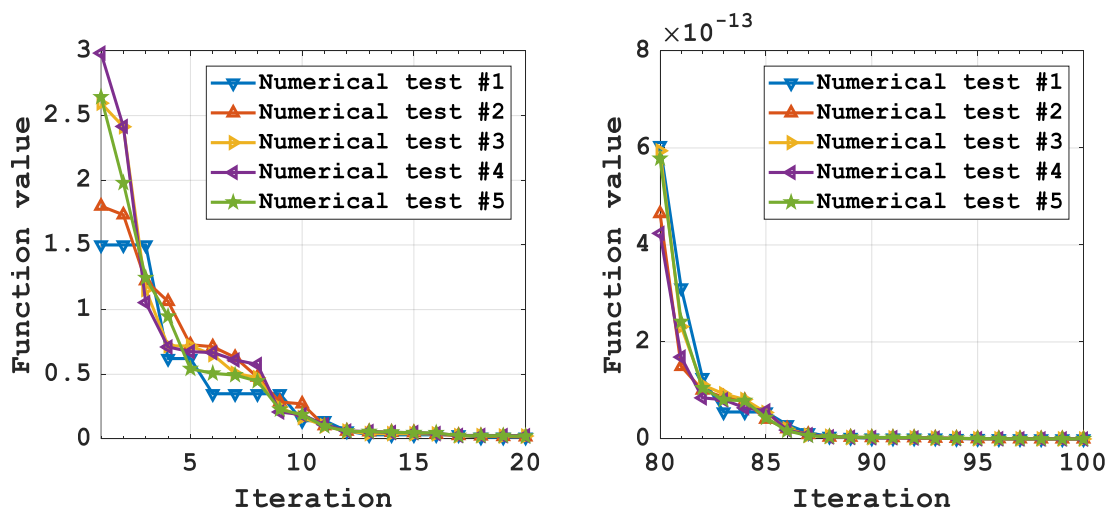 3
2.5
2
1.5
1
0.5
0
Function value
Numerical test #1
Numerical test #2
Numerical test #3
Numerical test #4
Numerical test #5
5
10
15
20
Iteration
×10⁻¹³
8
6
4
2
0
Function value
Numerical test #1
Numerical test #2
Numerical test #3
Numerical test #4
Numerical test #5
80
85
90
95
100
Iteration